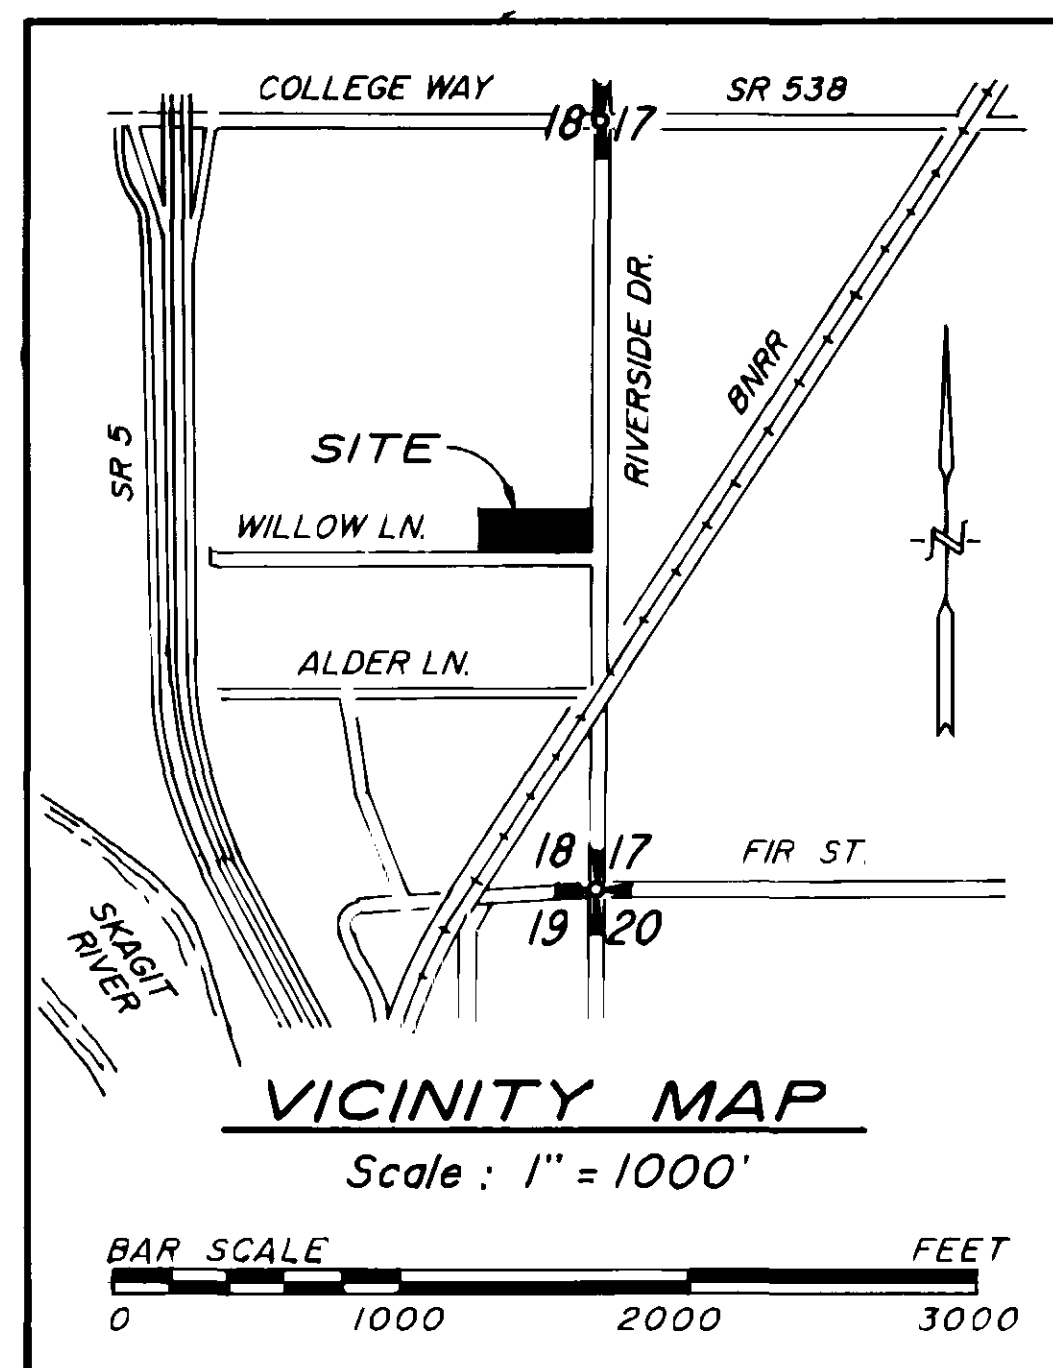 COLLEGE WAY
SR 538
18 17
RIVERSIDE DR.
BNRR
SR 5
SITE
WILLOW LN.
N
ALDER LN.
18 17
FIR ST.
19 20
SKAGIT
RIVER
VICINITY MAP
Scale : 1" = 1000'
BAR SCALE
FEET
0 1000 2000 3000